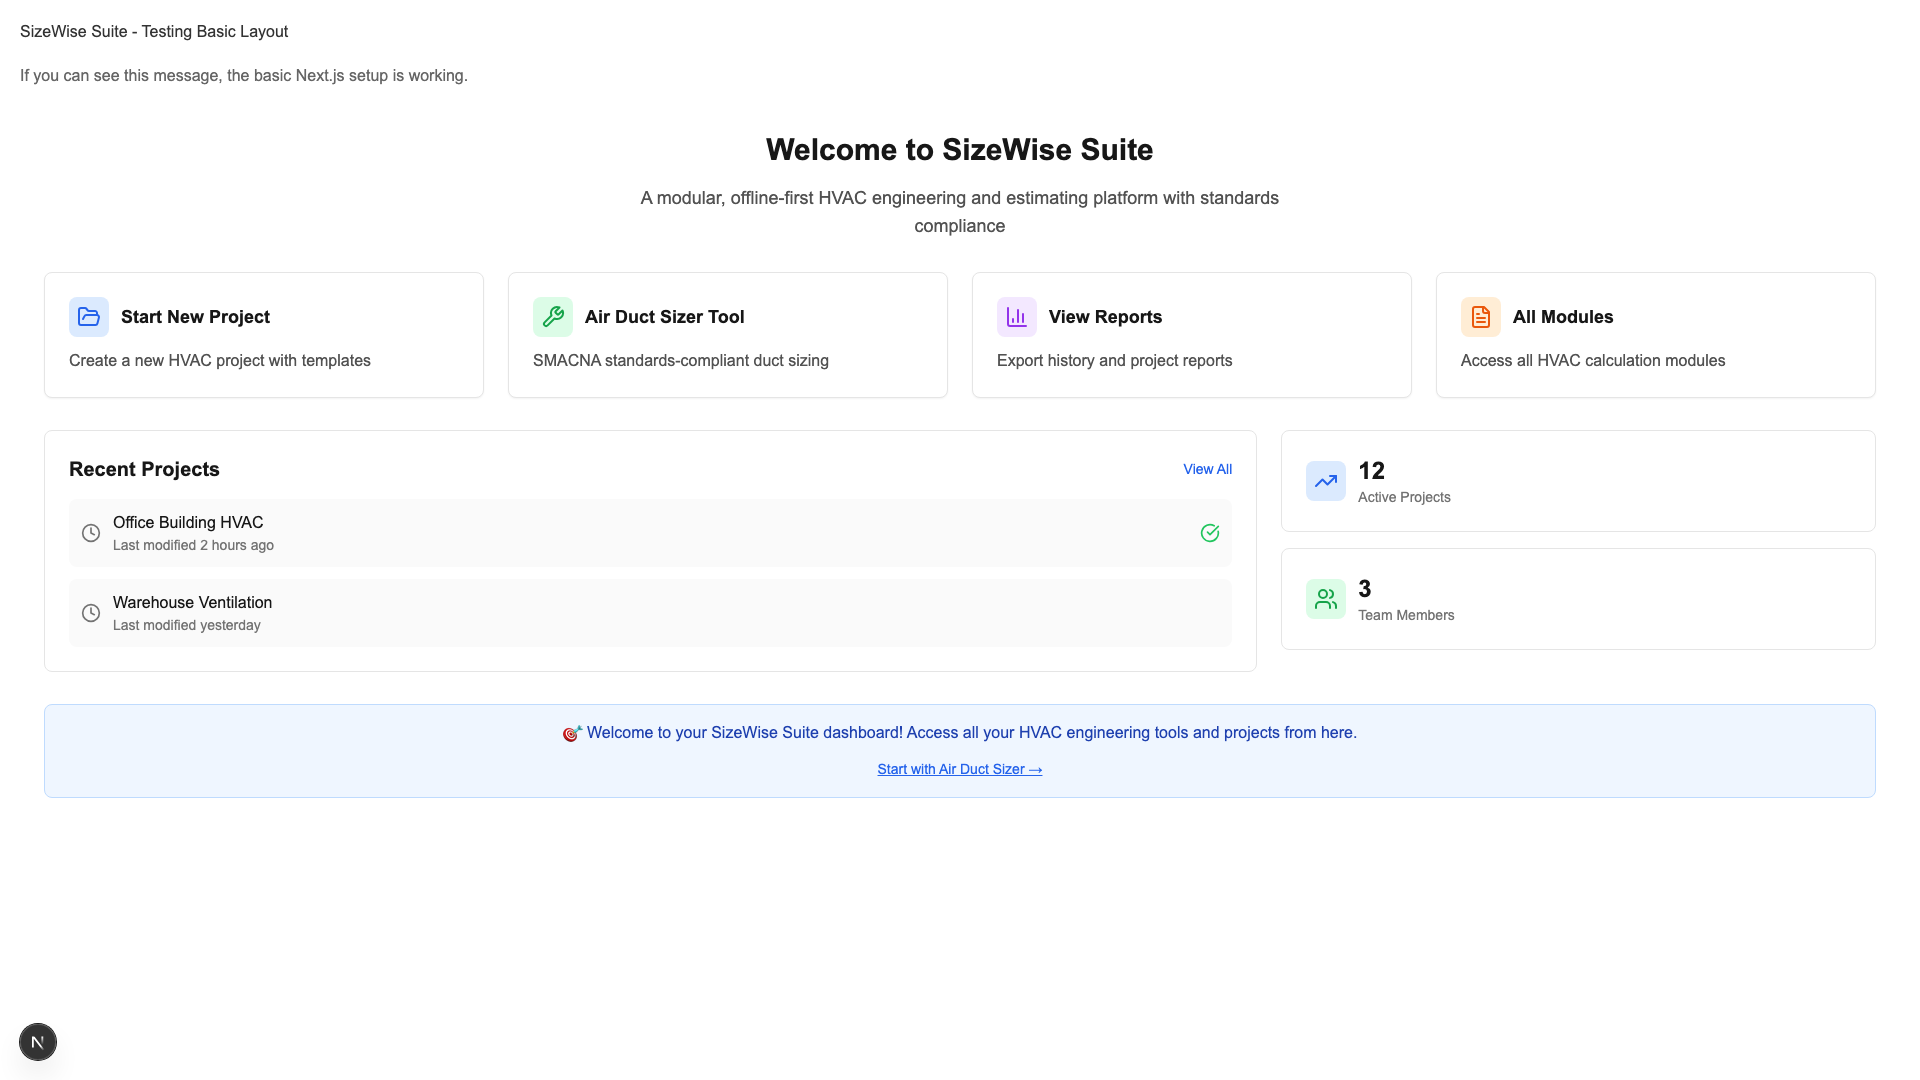 SizeWise Suite - Testing Basic Layout
If you can see this message, the basic Next.js setup is working.
Welcome to SizeWise Suite
A modular, offline-first HVAC engineering and estimating platform with standards
compliance
Start New Project
Create a new HVAC project with templates
Air Duct Sizer Tool
SMACNA standards-compliant duct sizing
View Reports
Export history and project reports
All Modules
Access all HVAC calculation modules
Recent Projects
View All
Office Building HVAC
Last modified 2 hours ago
Warehouse Ventilation
Last modified yesterday
12
Active Projects
3
Team Members
🎯 Welcome to your SizeWise Suite dashboard! Access all your HVAC engineering tools and projects from here.
Start with Air Duct Sizer →
N